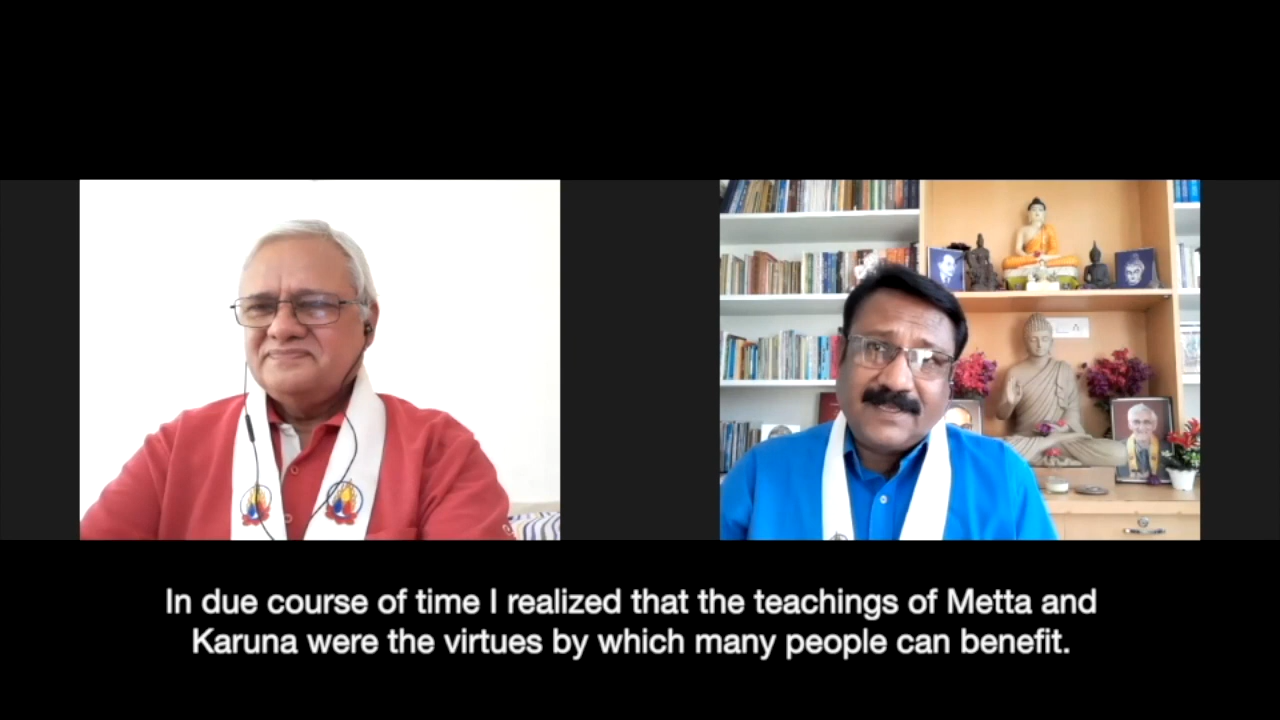 In due course of time I realized that the teachings of Metta and
Karuna were the virtues by which many people can benefit.